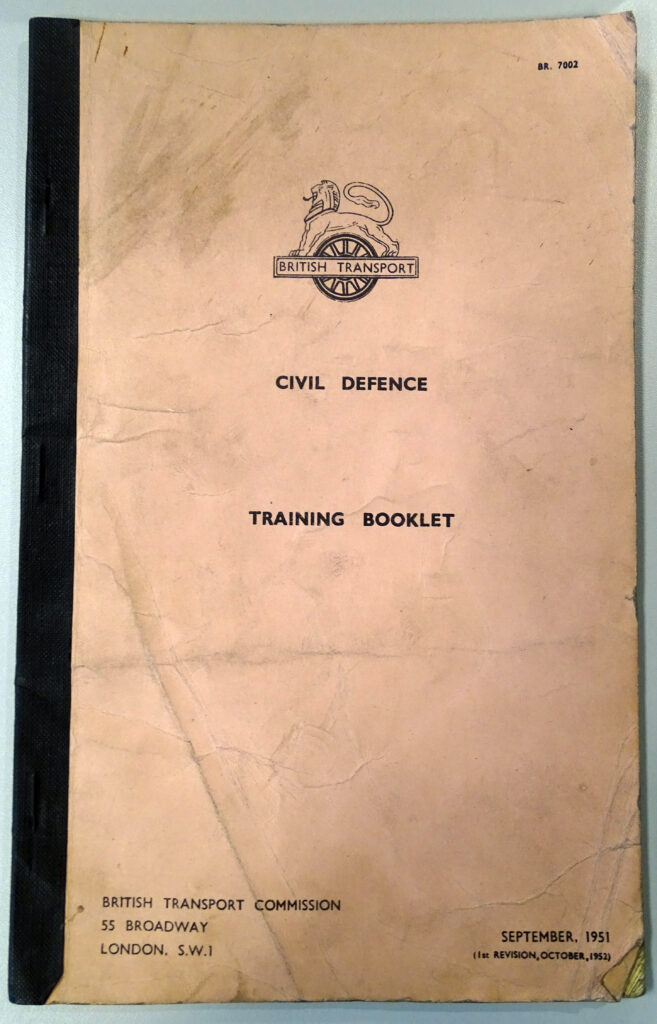 BR. 7002
BRITISH TRANSPORT
CIVIL DEFENCE
TRAINING BOOKLET
BRITISH TRANSPORT COMMISSION
55 BROADWAY
LONDON. S.W.1
SEPTEMBER, 1951
(1st REVISION,OCTOBER,1952)